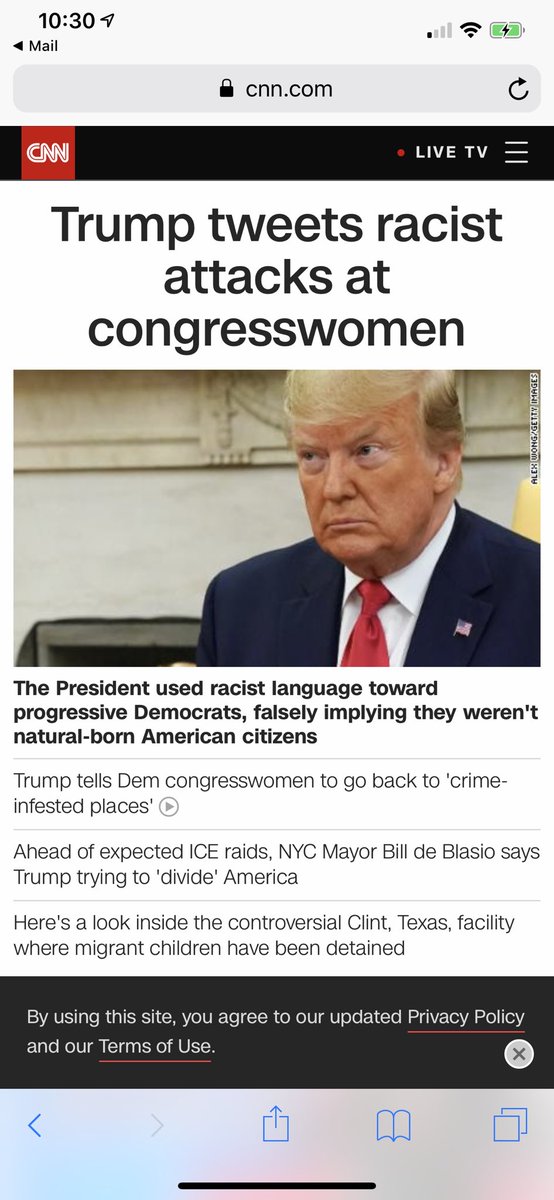 10:30
Mail
cnn.com
CNN
LIVE TV
Trump tweets racist
attacks at
congresswomen
ALEX WONG/GETTY IMAGES
The President used racist language toward
progressive Democrats, falsely implying they weren't
natural-born American citizens
Trump tells Dem congresswomen to go back to 'crime-
infested places'
Ahead of expected ICE raids, NYC Mayor Bill de Blasio says
Trump trying to 'divide' America
Here's a look inside the controversial Clint, Texas, facility
where migrant children have been detained
By using this site, you agree to our updated Privacy Policy
and our Terms of Use.